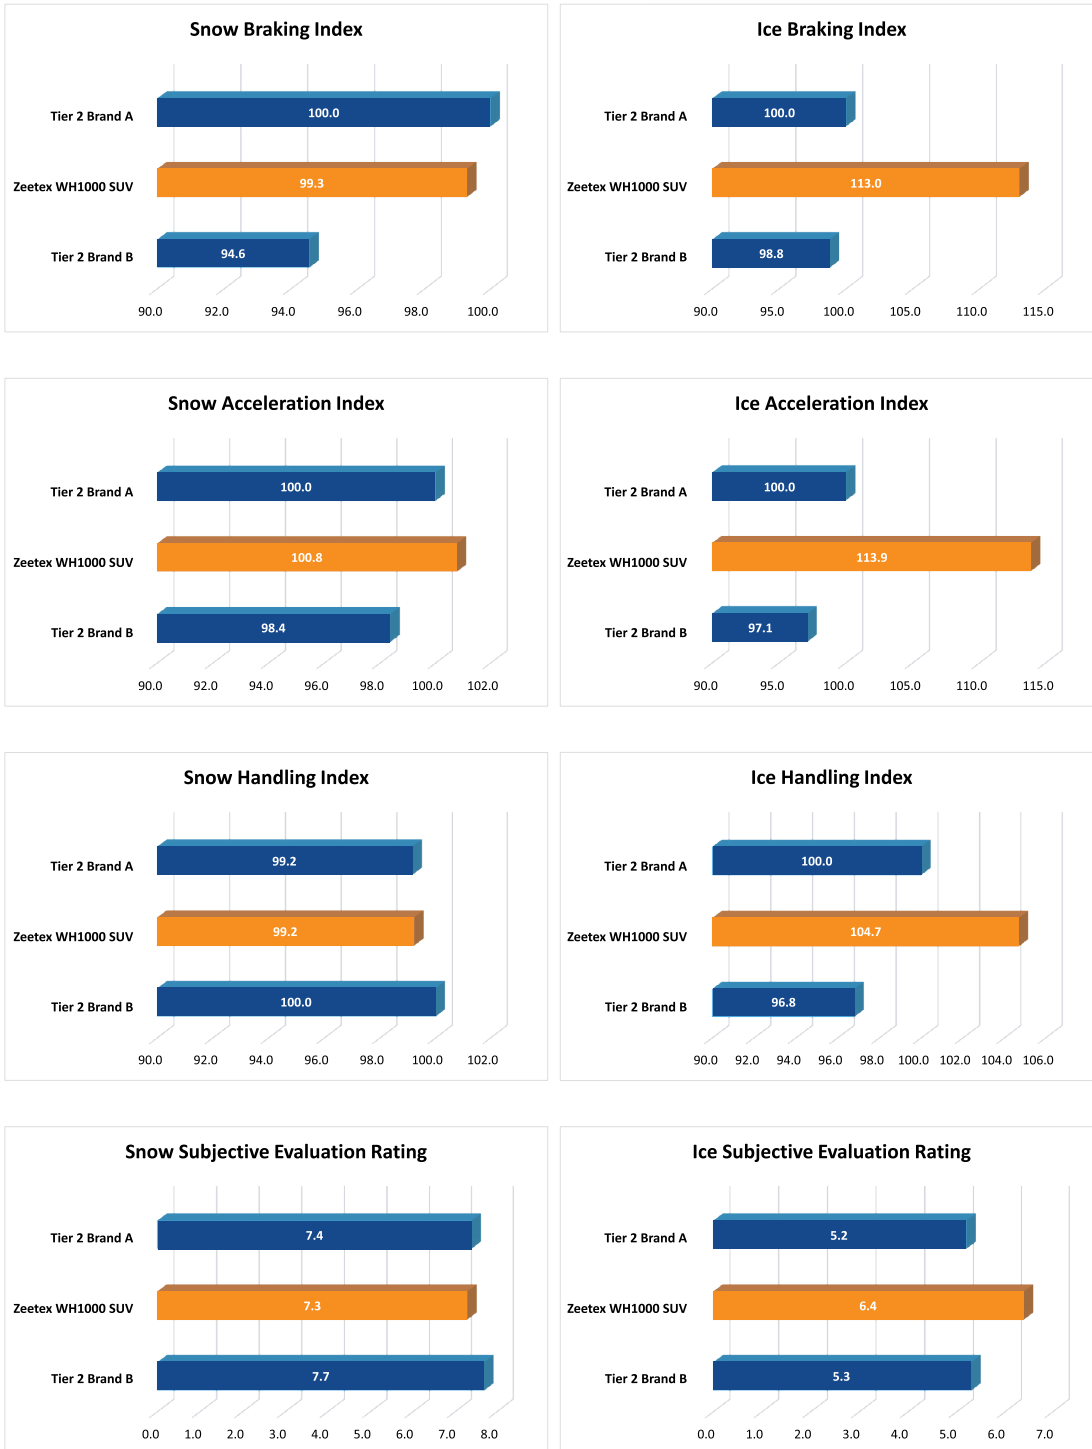 Snow Braking Index
Tier 2 Brand A
100.0
Zeetex WH1000 SUV
99.3
Tier 2 Brand B
94.6
90.0 92.0 94.0 96.0 98.0 100.0
Ice Braking Index
Tier 2 Brand A
100.0
Zeetex WH1000 SUV
113.0
Tier 2 Brand B
98.8
90.0 95.0 100.0 105.0 110.0 115.0
Snow Acceleration Index
Tier 2 Brand A
100.0
Zeetex WH1000 SUV
100.8
Tier 2 Brand B
98.4
90.0 92.0 94.0 96.0 98.0 100.0 102.0
Ice Acceleration Index
Tier 2 Brand A
100.0
Zeetex WH1000 SUV
113.9
Tier 2 Brand B
97.1
90.0 95.0 100.0 105.0 110.0 115.0
Snow Handling Index
Tier 2 Brand A
99.2
Zeetex WH1000 SUV
99.2
Tier 2 Brand B
100.0
90.0 92.0 94.0 96.0 98.0 100.0 102.0
Ice Handling Index
Tier 2 Brand A
100.0
Zeetex WH1000 SUV
104.7
Tier 2 Brand B
96.8
90.0 92.0 94.0 96.0 98.0 100.0 102.0 104.0 106.0
Snow Subjective Evaluation Rating
Tier 2 Brand A
7.4
Zeetex WH1000 SUV
7.3
Tier 2 Brand B
7.7
0.0 1.0 2.0 3.0 4.0 5.0 6.0 7.0 8.0
Ice Subjective Evaluation Rating
Tier 2 Brand A
5.2
Zeetex WH1000 SUV
6.4
Tier 2 Brand B
5.3
0.0 1.0 2.0 3.0 4.0 5.0 6.0 7.0